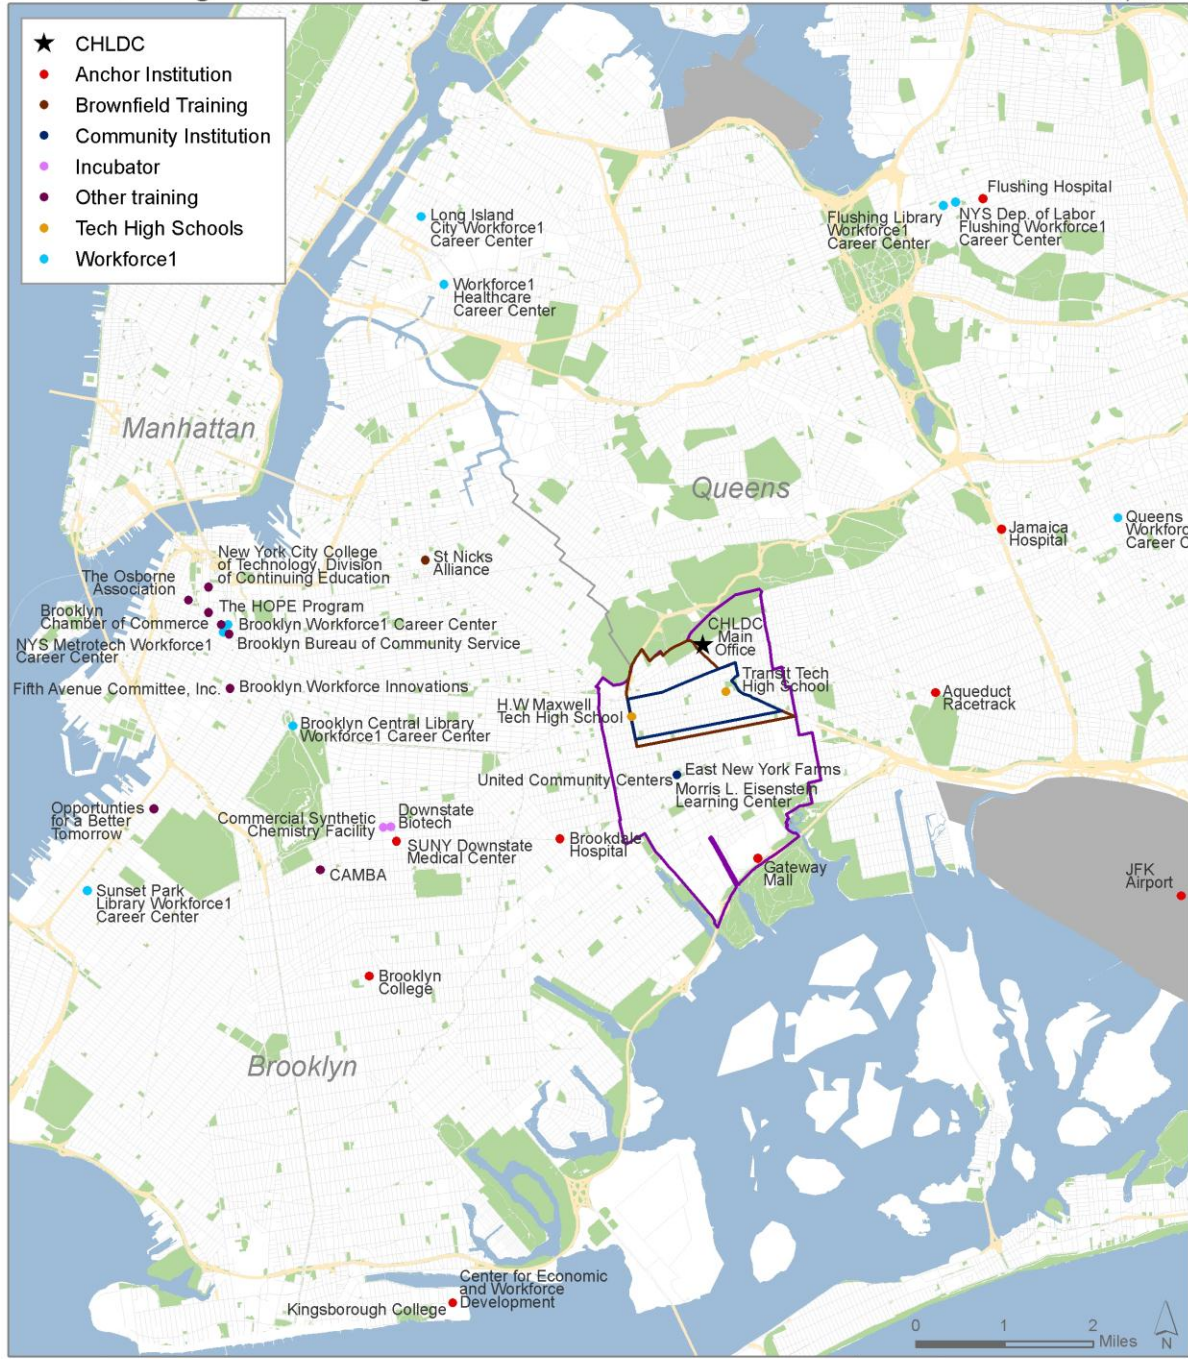 CHLDC
Anchor Institution
Brownfield Training
Community Institution
Incubator
Other training
Tech High Schools
Workforce1
Flushing Hospital
Long Island
City Workforce1
Career Center
Flushing Library
Workforce1
Career Center
NYS Dep. of Labor
Flushing Workforce1
Career Center
Workforce1
Healthcare
Career Center
Manhattan
Queens
Jamaica
Hospital
Queens
Workforc
Career C
New York City College
of Technology, Division
of Continuing Education
St Nicks
Alliance
The Osborne
Association
The HOPE Program
Brooklyn
Chamber of Commerce
Brooklyn Workforce1 Career Center
NYS Metrotech Workforce1
Career Center
Brooklyn Bureau of Community Service
CHLDC
Main
Office
Transit Tech
High School
Fifth Avenue Committee, Inc.
Brooklyn Workforce Innovations
H.W Maxwell
Tech High School
Aqueduct
Racetrack
Brooklyn Central Library
Workforce1 Career Center
United Community Centers
East New York Farms
Morris L. Eisenstein
Learning Center
Opportunties
for a Better
Tomorrow
Commercial Synthetic
Chemistry Facility
Downstate
Biotech
SUNY Downstate
Medical Center
Brookdale
Hospital
Gateway
Mall
CAMBA
JFK
Airport
Sunset Park
Library Workforce1
Career Center
Brooklyn
College
Brooklyn
Center for Economic
and Workforce
Development
Kingsborough College
0 1 2
Miles
N